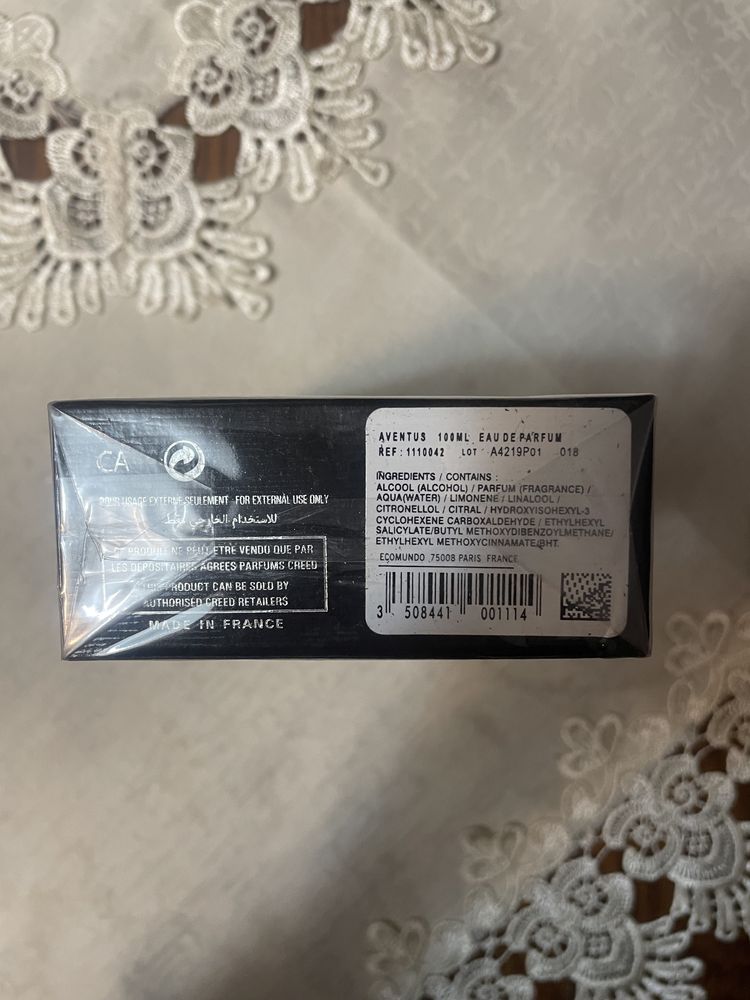 CA
POUR USAGE EXTERNE SEULEMENT - FOR EXTERNAL USE ONLY
للاستخدام الخارجي فقط
CE PRODUIT NE PEUT ETRE VENDU QUE PAR
LES DEPOSITAIRES AGREES PARFUMS CREED
THIS PRODUCT CAN BE SOLD BY
AUTHORISED CREED RETAILERS
MADE IN FRANCE
AVENTUS 100ML EAU DE PARFUM
REF:1110042 LOT A4219P01 018
INGREDIENTS / CONTAINS :
ALCOOL (ALCOHOL) / PARFUM (FRAGRANCE) /
AQUA(WATER) / LIMONENE / LINALOOL /
CITRONELLOL / CITRAL / HYDROXYISOHEXYL-3
CYCLOHEXENE CARBOXALDEHYDE / ETHYLHEXYL
SALICYLATE/BUTYL METHOXYDIBENZOYLMETHANE/
ETHYLHEXYL METHOXYCINNAMATE/BHT.
ECOMUNDO ,75008 PARIS FRANCE
3 508441 001114